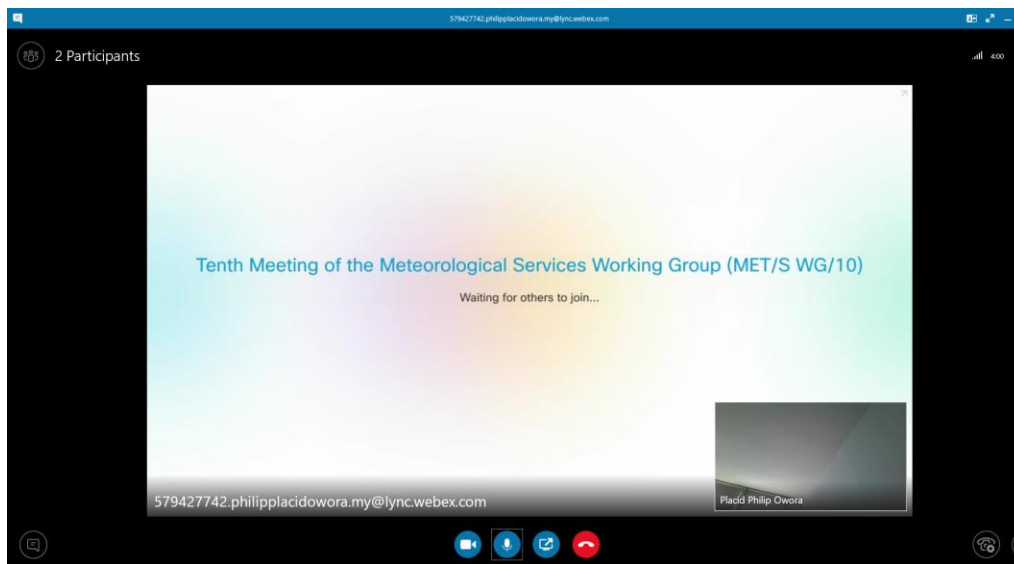 579427742.philipplacidowora.my@lync.webex.com
2 Participants
4:00
Tenth Meeting of the Meteorological Services Working Group (MET/S WG/10)
Waiting for others to join...
579427742.philipplacidowora.my@lync.webex.com
Placid Philip Owora